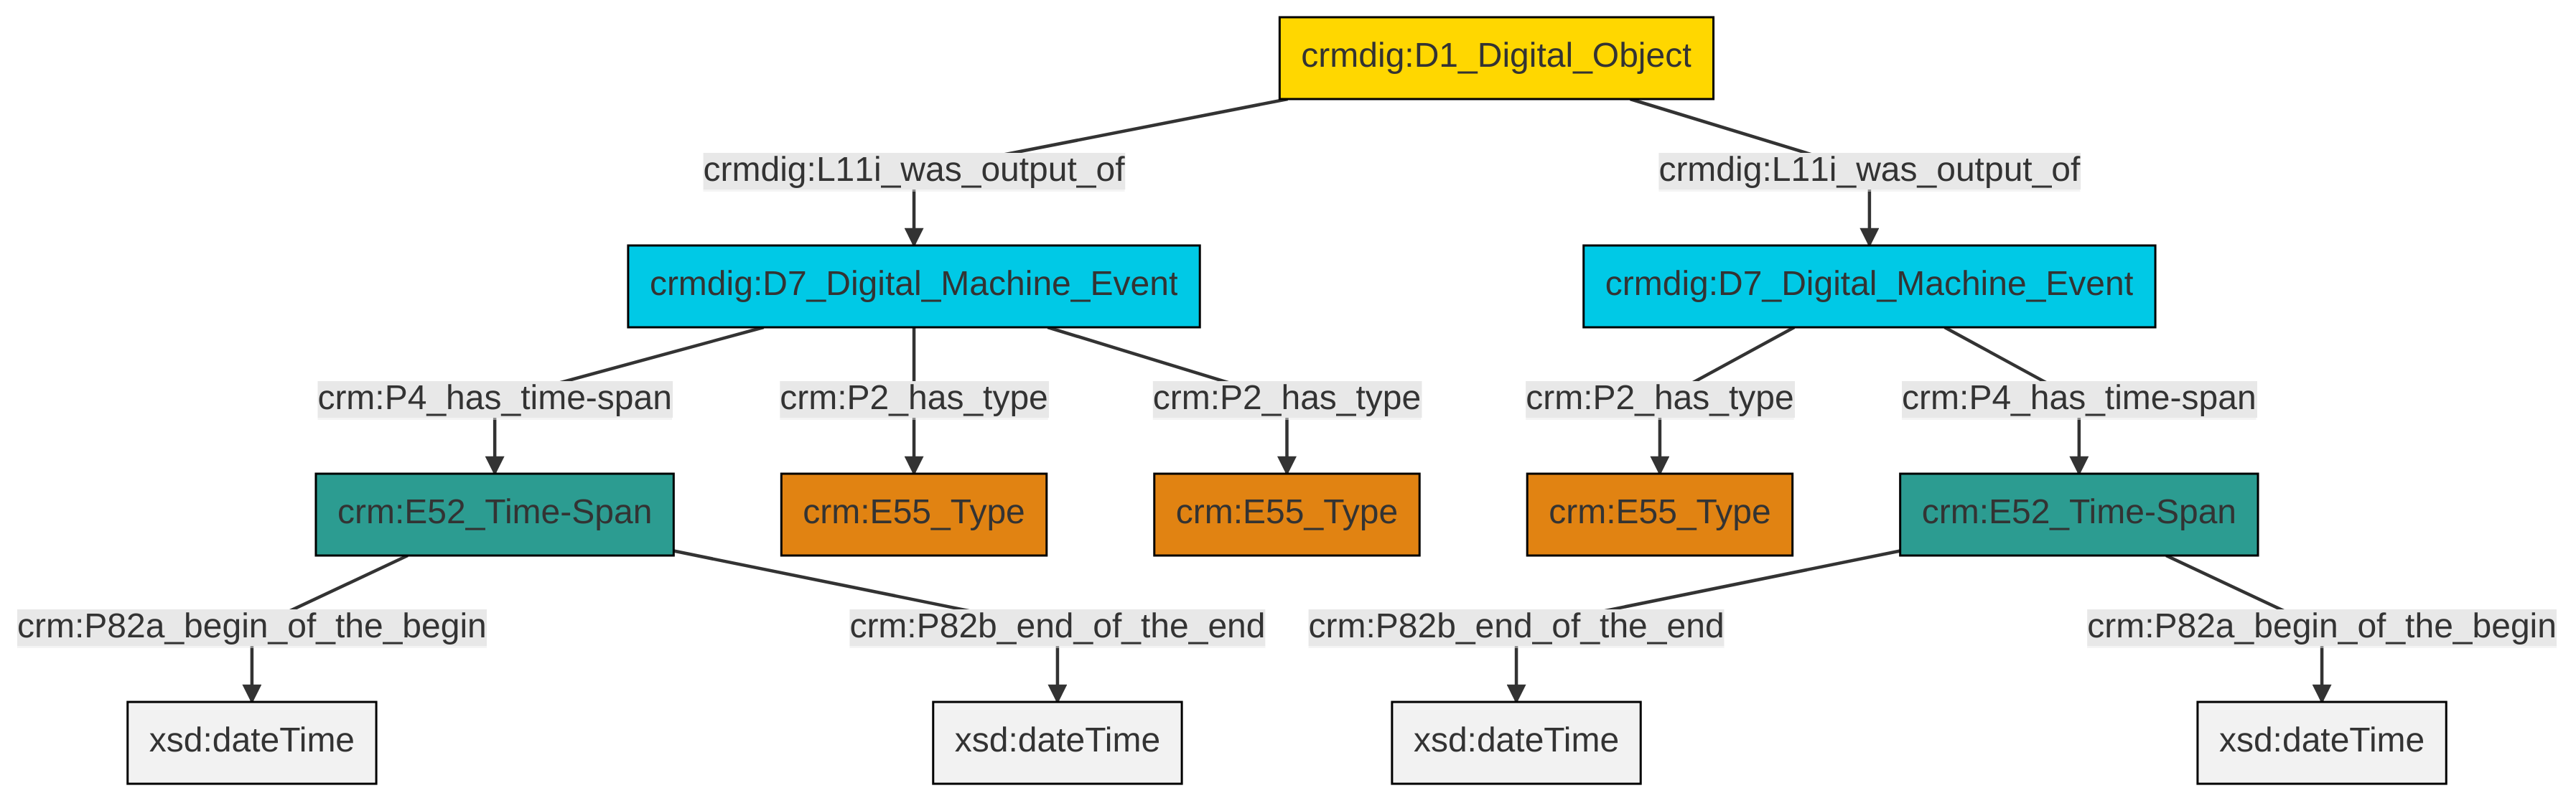 crmdig:D1_Digital_Object
crmdig:L11i_was_output_of
crmdig:L11i_was_output_of
crmdig:D7_Digital_Machine_Event
crmdig:D7_Digital_Machine_Event
crm:P4_has_time-span
crm:P2_has_type
crm:P2_has_type
crm:P2_has_type
crm:P4_has_time-span
crm:E52_Time-Span
crm:E55_Type
crm:E55_Type
crm:E55_Type
crm:E52_Time-Span
crm:P82a_begin_of_the_begin
crm:P82b_end_of_the_end
crm:P82b_end_of_the_end
crm:P82a_begin_of_the_begin
xsd:dateTime
xsd:dateTime
xsd:dateTime
xsd:dateTime